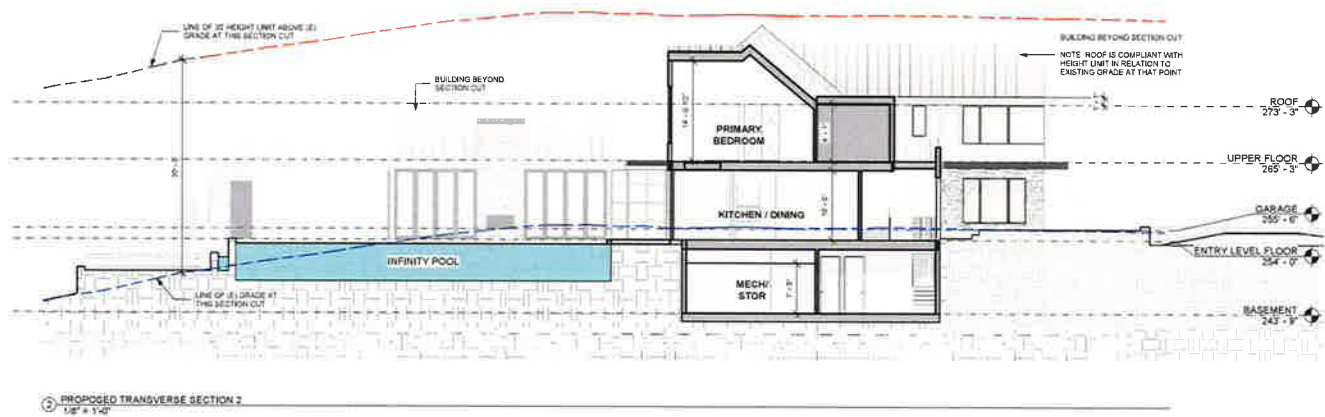 LINE OF 35' HEIGHT LIMIT ABOVE (E)
GRADE AT THIS SECTION CUT
BUILDING BEYOND
SECTION CUT
BUILDING BEYOND SECTION CUT
NOTE ROOF IS COMPLIANT WITH
HEIGHT LIMIT IN RELATION TO
EXISTING GRADE AT THAT POINT
ROOF
273' - 3"
PRIMARY
BEDROOM
UPPER FLOOR
265' - 3"
KITCHEN / DINING
GARAGE
255' - 6"
ENTRY LEVEL FLOOR
254' - 0"
INFINITY POOL
MECH/
STOR
LINE OF (E) GRADE AT
THIS SECTION CUT
BASEMENT
243' - 9"
2 PROPOSED TRANSVERSE SECTION 2
1/8" = 1'-0"